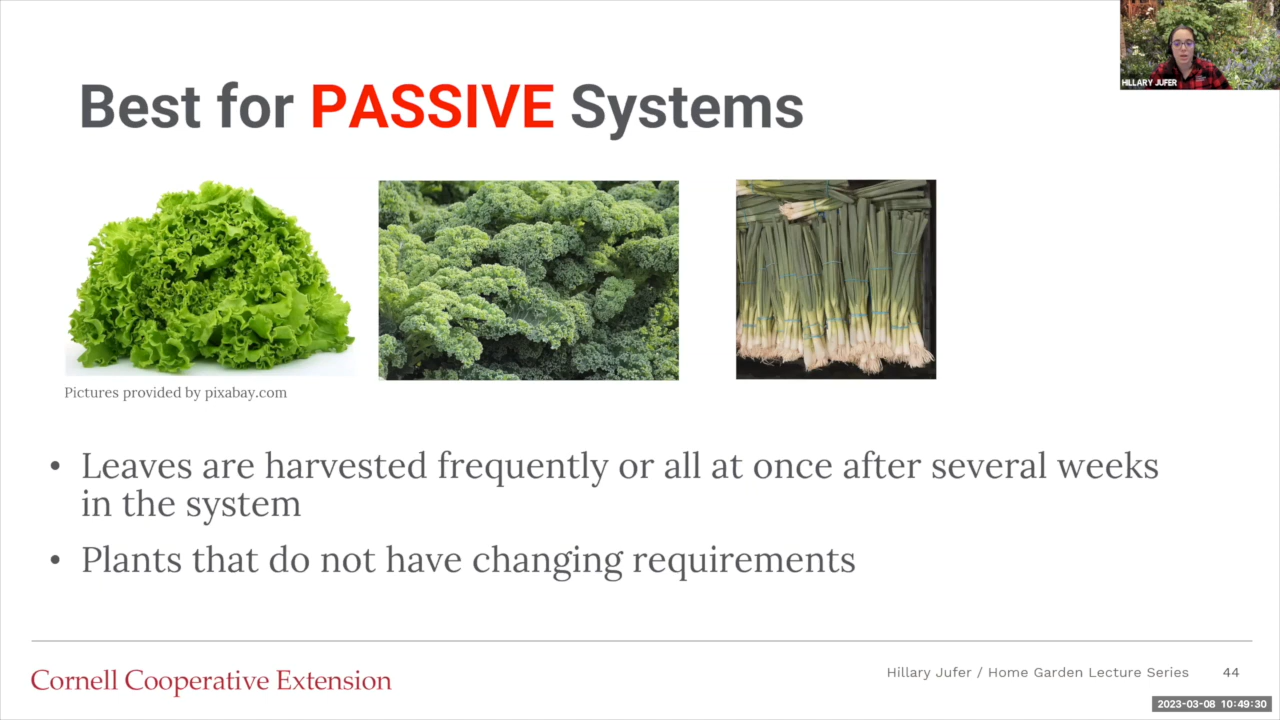 HILLARY JUFER
Best for PASSIVE Systems
Pictures provided by pixabay.com
• Leaves are harvested frequently or all at once after several weeks
in the system
• Plants that do not have changing requirements
Cornell Cooperative Extension
Hillary Jufer / Home Garden Lecture Series 44
2023-03-08 10:49:30